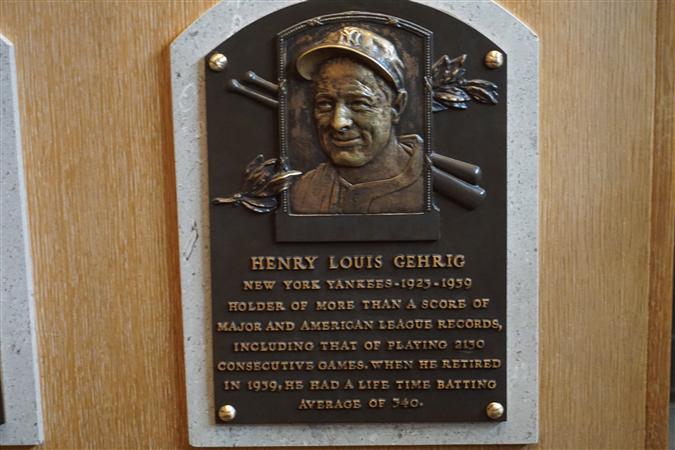 HENRY LOUIS GEHRIG
NEW YORK YANKEES-1923-1939
HOLDER OF MORE THAN A SCORE OF
MAJOR AND AMERICAN LEAGUE RECORDS,
INCLUDING THAT OF PLAYING 2130
CONSECUTIVE GAMES. WHEN HE RETIRED
IN 1939, HE HAD A LIFE TIME BATTING
AVERAGE OF 340.